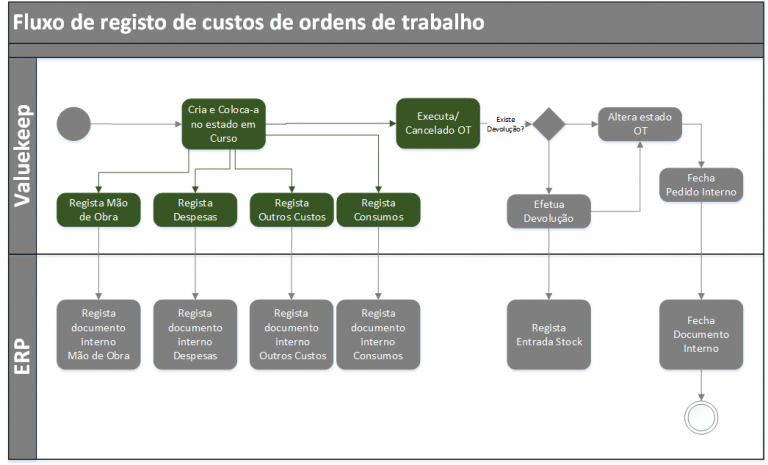 Fluxo de registo de custos de ordens de trabalho
Valuekeep
Cria e Coloca-a
no estado em
Curso
Executa/
Cancelado OT
Existe
Devolução?
Altera estado
OT
Regista Mão
de Obra
Regista
Despesas
Regista
Outros Custos
Regista
Consumos
Efetua
Devolução
Fecha
Pedido Interno
ERP
Regista
documento
interno
Mão de Obra
Regista
documento
interno
Despesas
Regista
documento
interno
Outros Custos
Regista
documento
interno
Consumos
Regista
Entrada Stock
Fecha
Documento
Interno